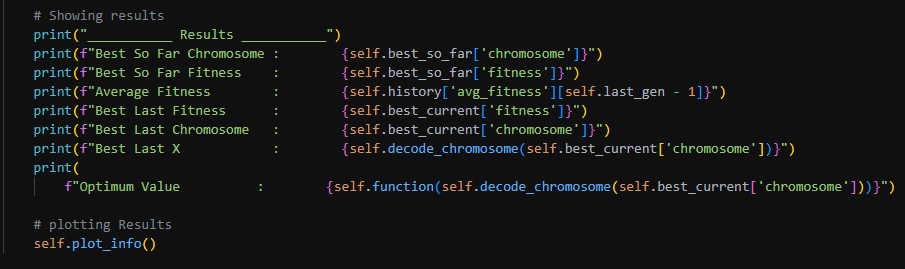 # Showing results
print("___________ Results ___________")
print(f"Best So Far Chromosome :        {self.best_so_far['chromosome']}")
print(f"Best So Far Fitness    :        {self.best_so_far['fitness']}")
print(f"Average Fitness        :        {self.history['avg_fitness'][self.last_gen - 1]}")
print(f"Best Last Fitness      :        {self.best_current['fitness']}")
print(f"Best Last Chromosome   :        {self.best_current['chromosome']}")
print(f"Best Last X            :        {self.decode_chromosome(self.best_current['chromosome'])}")
print(
    f"Optimum Value          :        {self.function(self.decode_chromosome(self.best_current['chromosome']))}")
# plotting Results
self.plot_info()